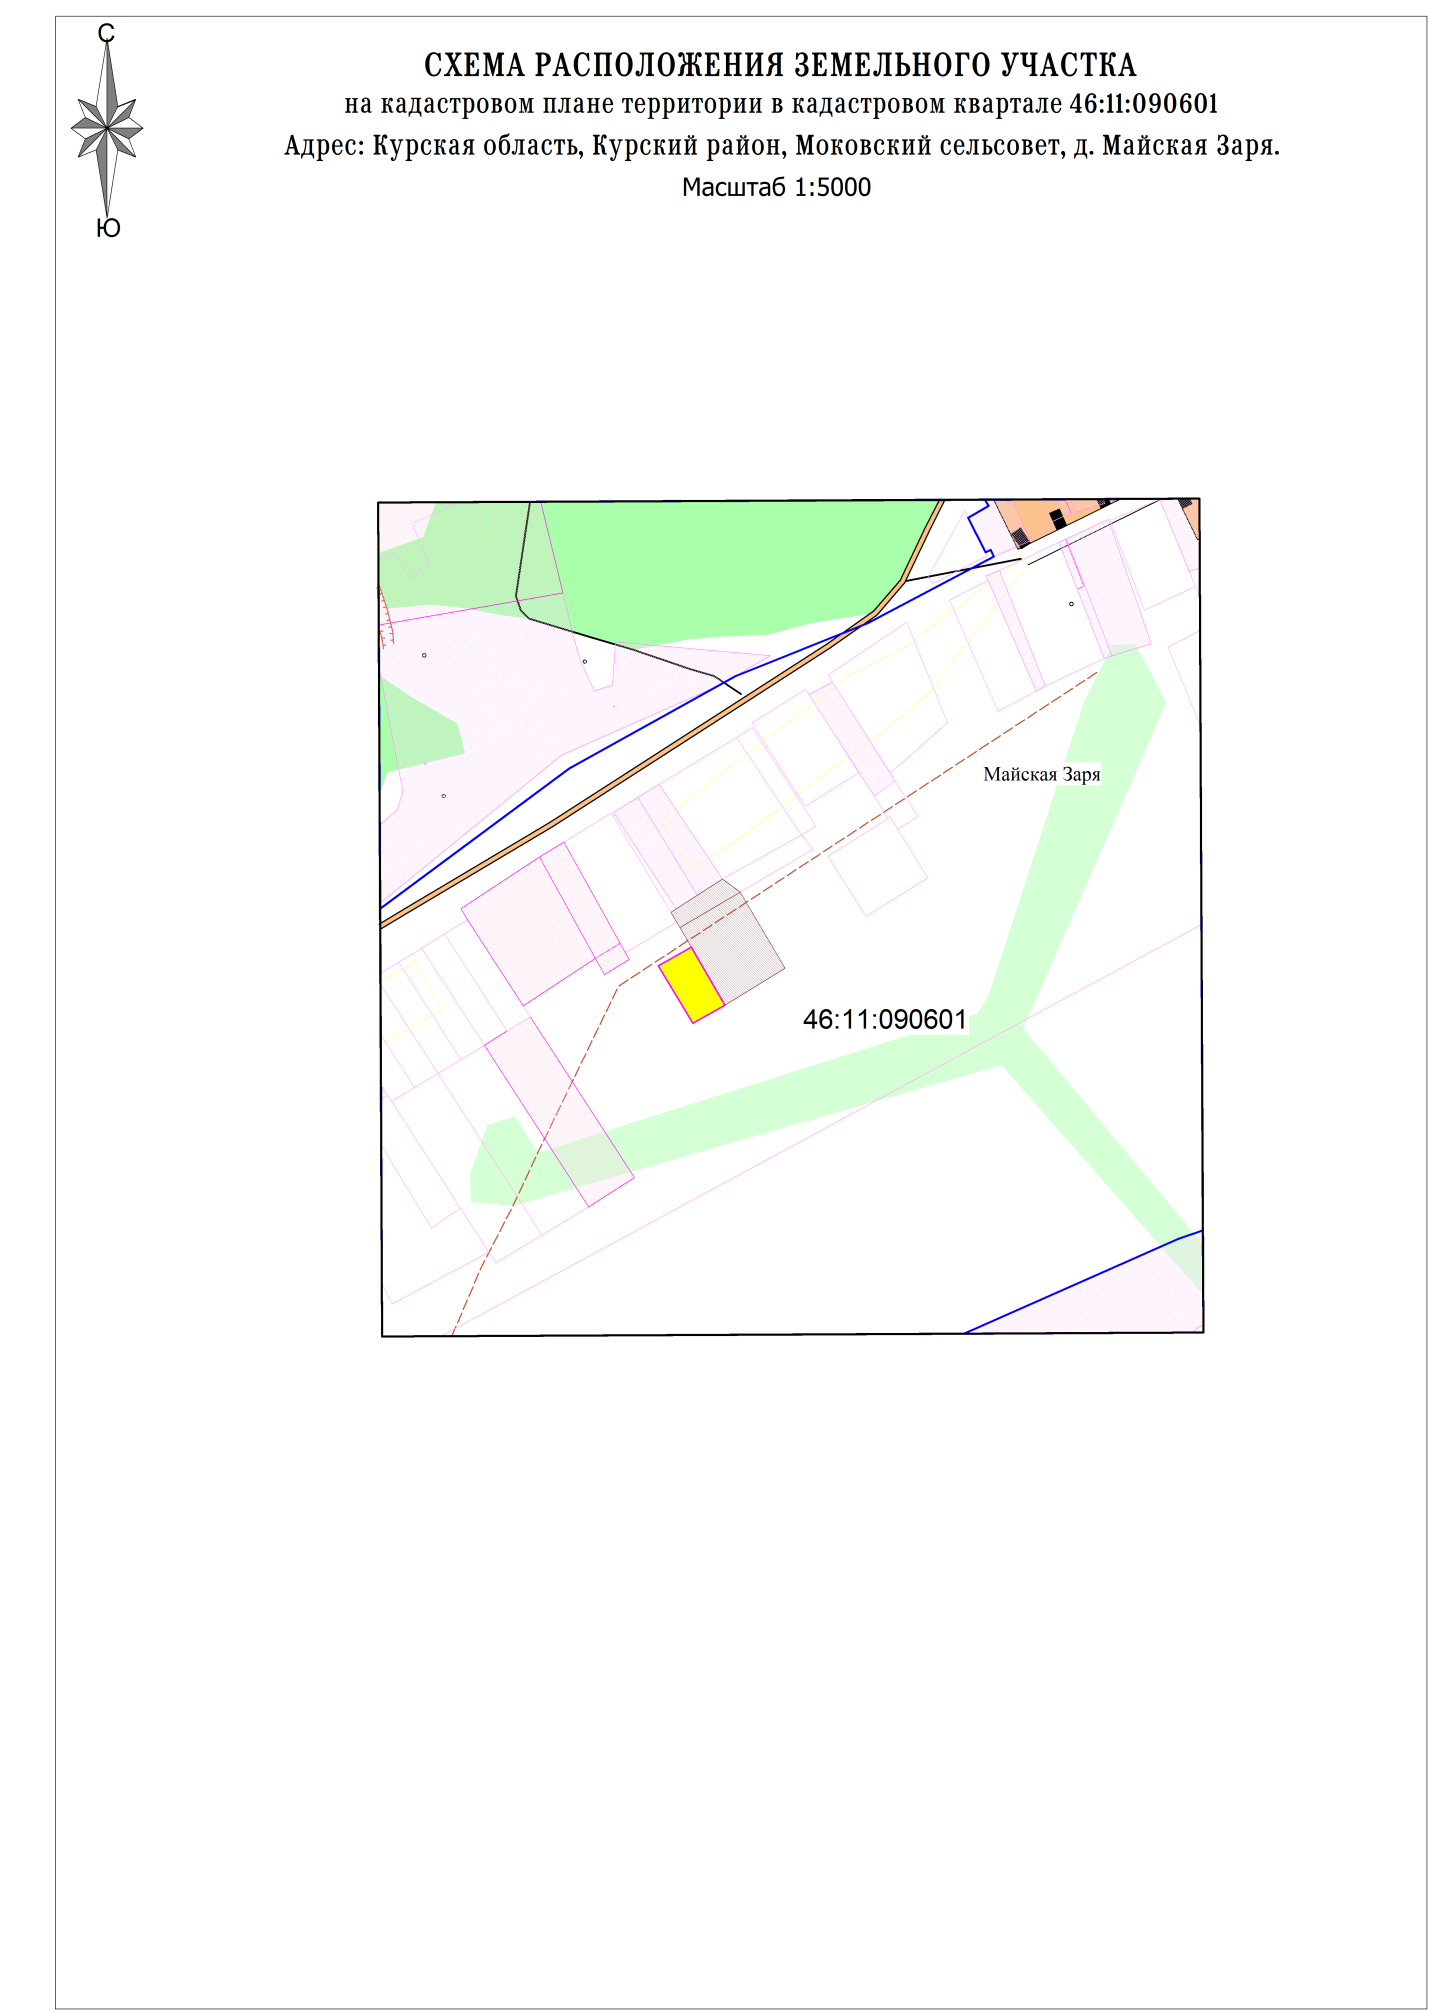 С
СХЕМА РАСПОЛОЖЕНИЯ ЗЕМЕЛЬНОГО УЧАСТКА
на кадастровом плане территории в кадастровом квартале 46:11:090601
Адрес: Курская область, Курский район, Моковский сельсовет, д. Майская Заря.
Масштаб 1:5000
Ю
Майская Заря
46:11:090601